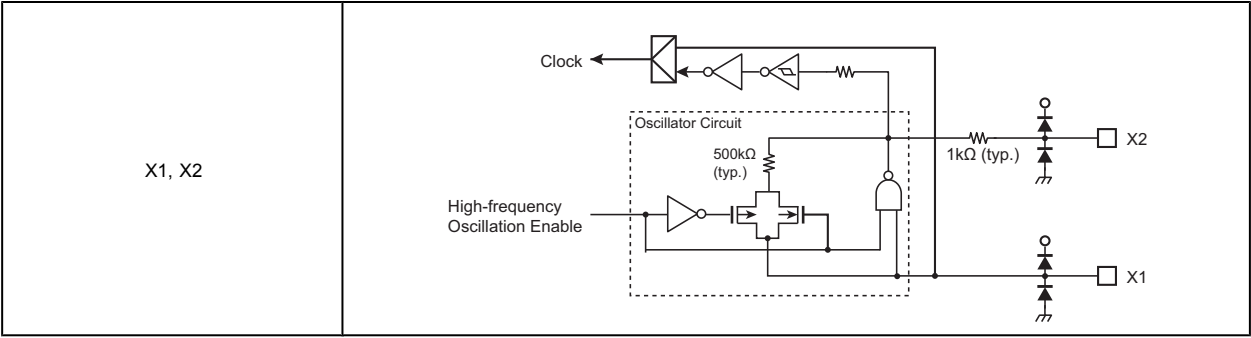 X1, X2
Clock
Oscillator Circuit
500kΩ
(typ.)
1kΩ (typ.)
X2
High-frequency
Oscillation Enable
X1